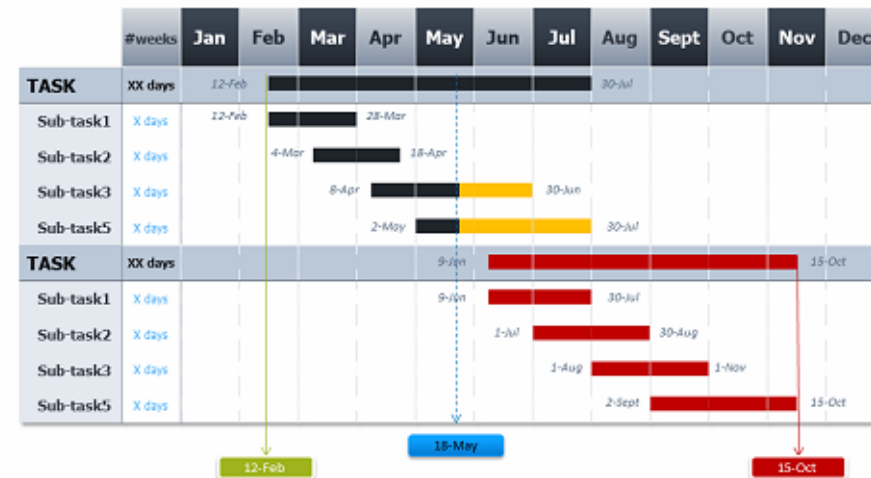 #weeks Jan Feb Mar Apr May Jun Jul Aug Sept Oct Nov Dec
TASK XX days 12-Feb 30-Jul
Sub-task1 X days 12-Feb 28-Mar
Sub-task2 X days 4-Mar 18-Apr
Sub-task3 X days 8-Apr 30-Jun
Sub-task5 X days 2-May 30-Jul
TASK XX days 9-Jan 15-Oct
Sub-task1 X days 9-Jan 30-Jul
Sub-task2 X days 1-Jul 30-Aug
Sub-task3 X days 1-Aug 1-Nov
Sub-task5 X days 2-Sept 15-Oct
18-May
12-Feb 15-Oct